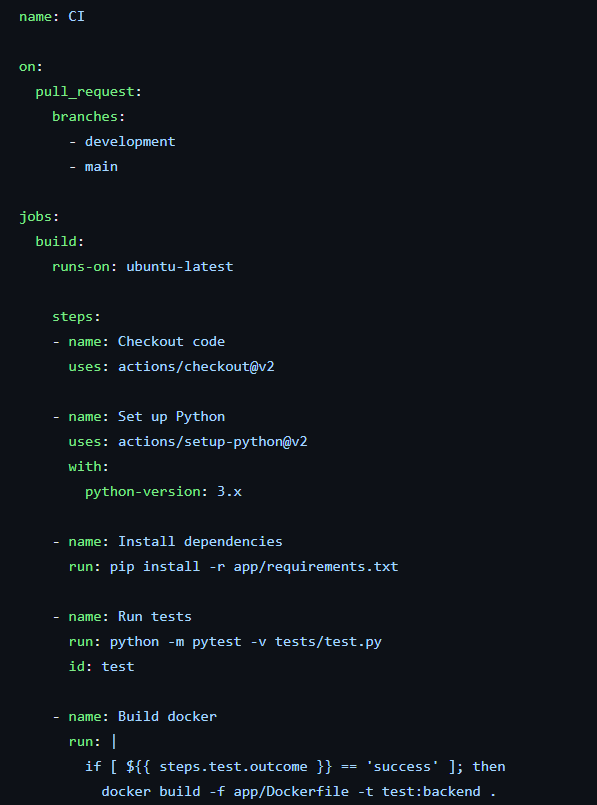 name: CI
on:
pull_request:
branches:
- development
- main
jobs:
build:
runs-on: ubuntu-latest
steps:
- name: Checkout code
uses: actions/checkout@v2
- name: Set up Python
uses: actions/setup-python@v2
with:
python-version: 3.x
- name: Install dependencies
run: pip install -r app/requirements.txt
- name: Run tests
run: python -m pytest -v tests/test.py
id: test
- name: Build docker
run: |
if [ ${{ steps.test.outcome }} == 'success' ]; then
docker build -f app/Dockerfile -t test:backend .